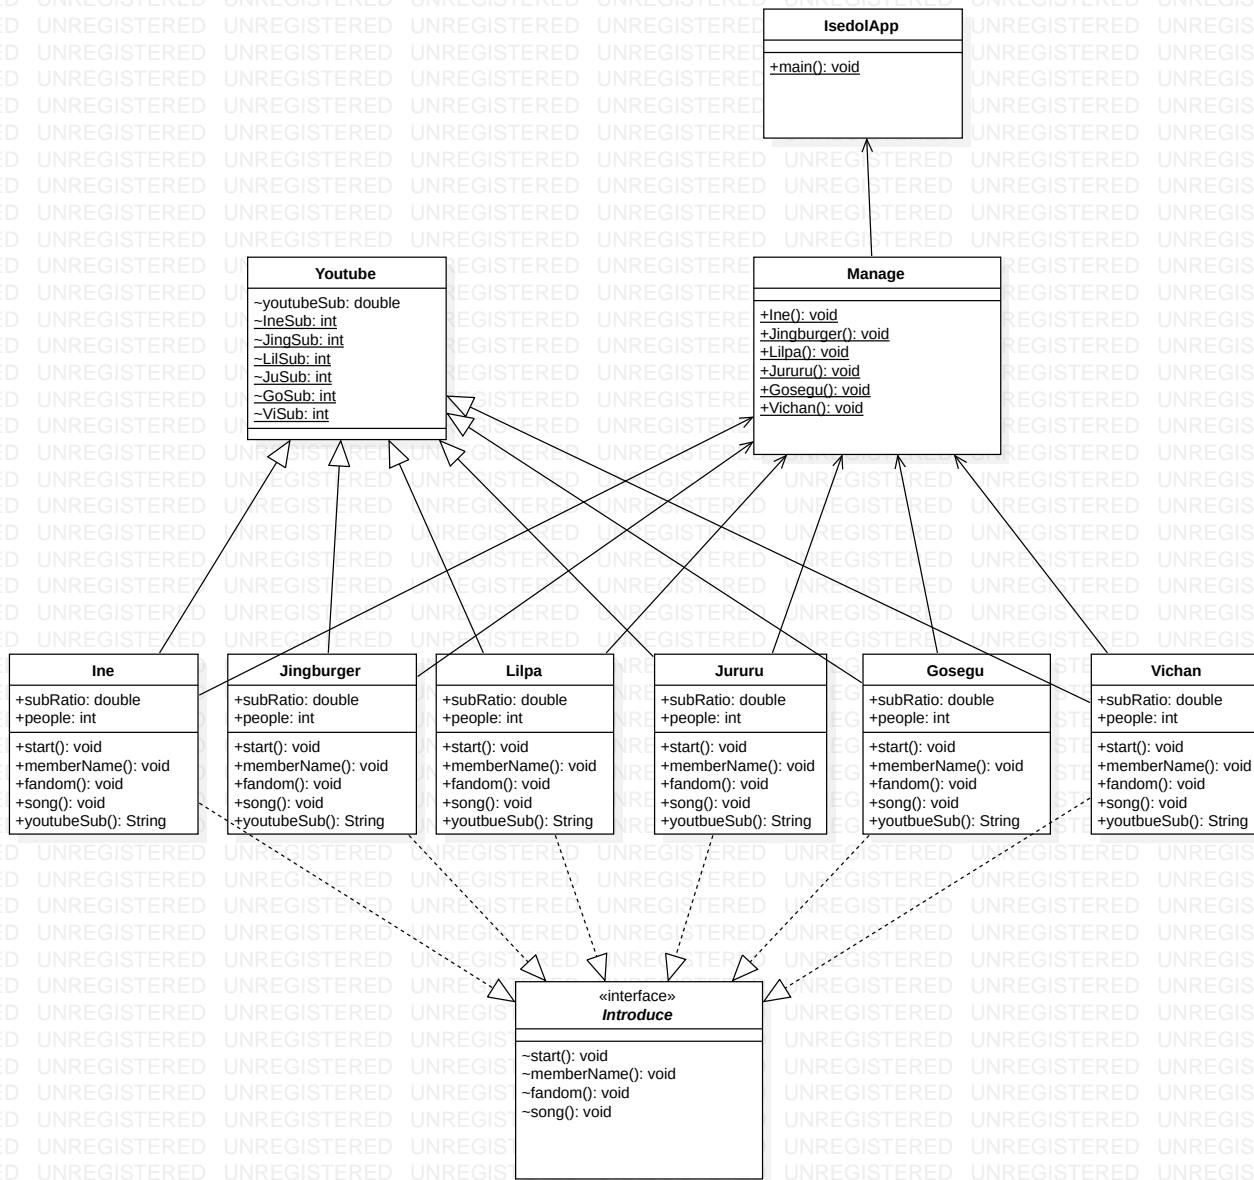 IsedolApp
+main(): void
Youtube
~youtubeSub: double
~IneSub: int
~JingSub: int
~LilSub: int
~JuSub: int
~GoSub: int
~ViSub: int
Manage
+Ine(): void
+Jingburger(): void
+Lilpa(): void
+Jururu(): void
+Gosegu(): void
+Vichan(): void
Ine
+subRatio: double
+people: int
+start(): void
+memberName(): void
+fandom(): void
+song(): void
+youtubeSub(): String
Jingburger
+subRatio: double
+people: int
+start(): void
+memberName(): void
+fandom(): void
+song(): void
+youtubeSub(): String
Lilpa
+subRatio: double
+people: int
+start(): void
+memberName(): void
+fandom(): void
+song(): void
+youtbueSub(): String
Jururu
+subRatio: double
+people: int
+start(): void
+memberName(): void
+fandom(): void
+song(): void
+youtbueSub(): String
Gosegu
+subRatio: double
+people: int
+start(): void
+memberName(): void
+fandom(): void
+song(): void
+youtbueSub(): String
Vichan
+subRatio: double
+people: int
+start(): void
+memberName(): void
+fandom(): void
+song(): void
+youtubeSub(): String
«interface»
Introduce
~start(): void
~memberName(): void
~fandom(): void
~song(): void
UNREGISTERED